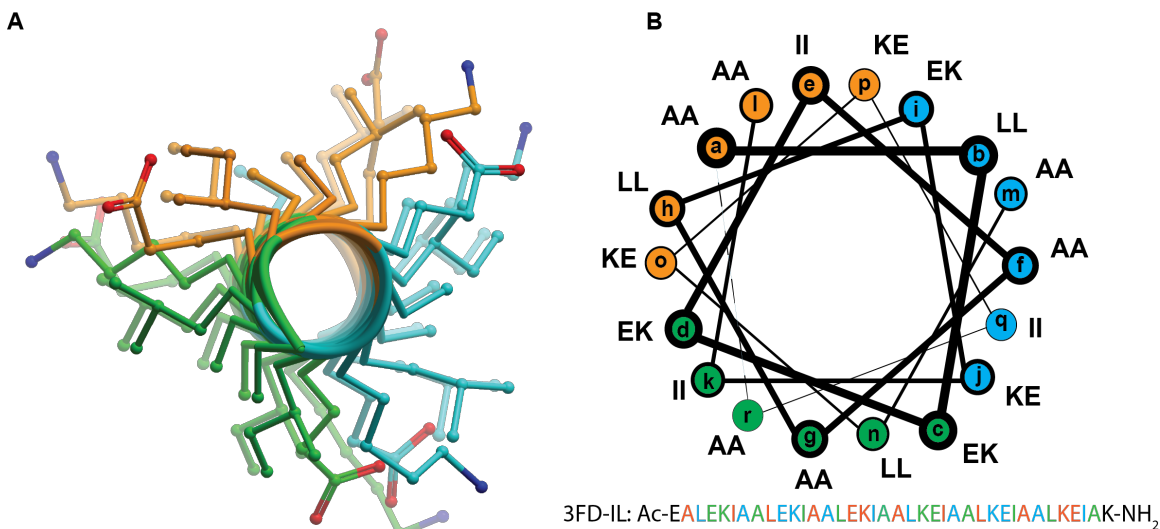 A
B
II
KE
AA
EK
e
p
l
i
AA
LL
a
b
AA
LL
m
h
KE
o
f
AA
q
II
EK
d
II
k
j
KE
r
AA
g
n
c
AA
LL
EK
3FD-IL: Ac-EALEKIAALEKIAALEKIAALKEIAALKEIAALKEIAK-NH₂